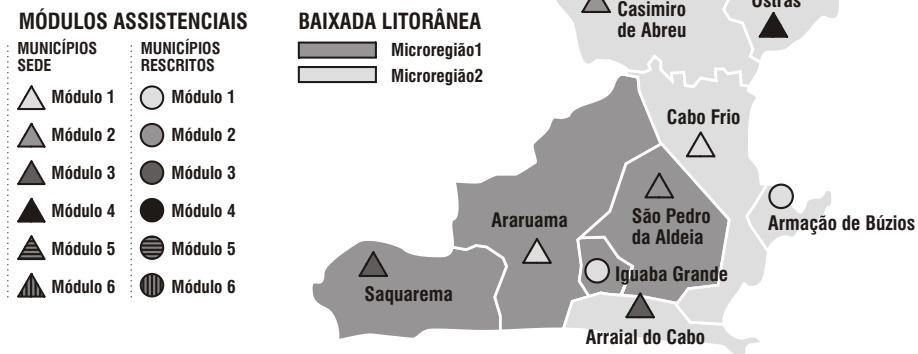 MÓDULOS ASSISTENCIAIS
MUNICÍPIOS
SEDE
MUNICÍPIOS
RESCRITOS
Módulo 1
Módulo 1
Módulo 2
Módulo 2
Módulo 3
Módulo 3
Módulo 4
Módulo 4
Módulo 5
Módulo 5
Módulo 6
Módulo 6
BAIXADA LITORÂNEA
Microregião1
Microregião2
Casimiro
de Abreu
Ostras
Cabo Frio
Armação de Búzios
São Pedro
da Aldeia
Araruama
Iguaba Grande
Saquarema
Arraial do Cabo